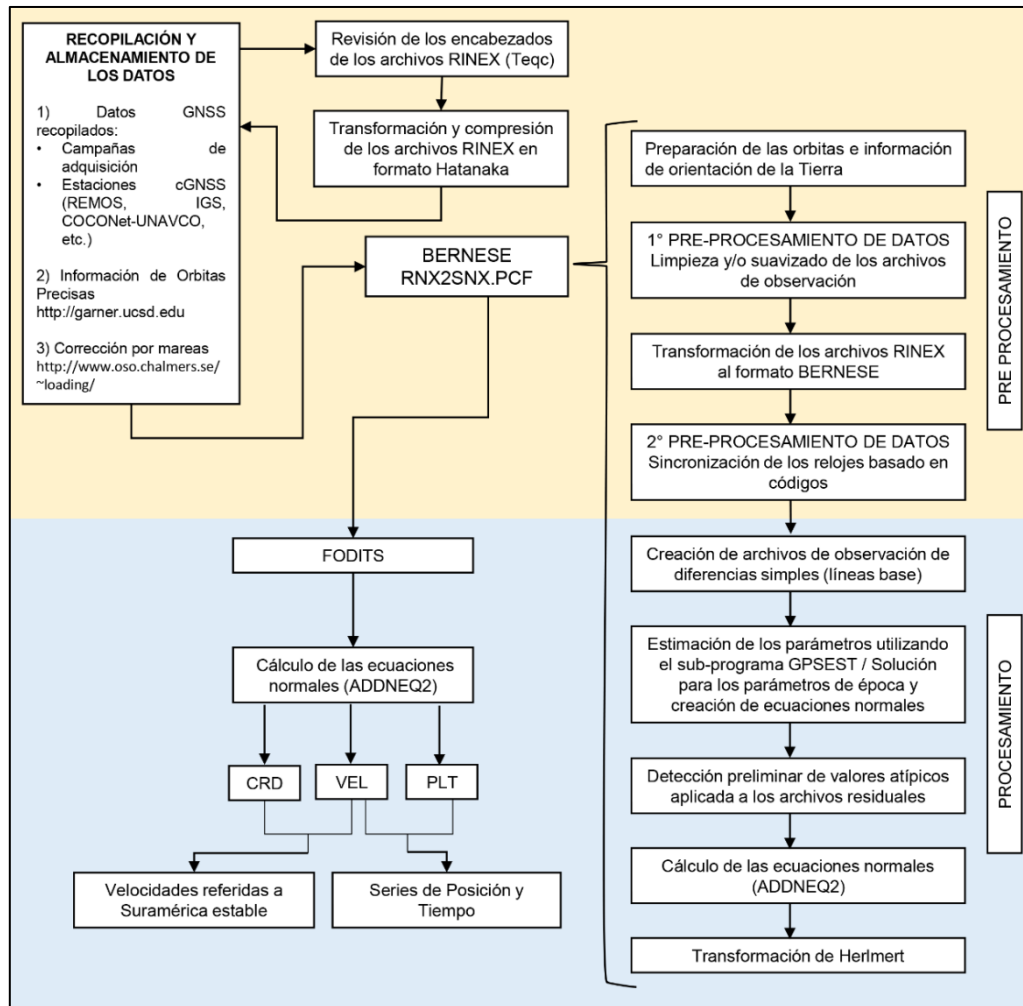 RECOPILACIÓN Y
ALMACENAMIENTO DE
LOS DATOS
1) Datos GNSS
recopilados:
• Campañas de
adquisición
• Estaciones cGNSS
(REMOS, IGS,
COCONet-UNAVCO,
etc.)
2) Información de Orbitas
Precisas
http://garner.ucsd.edu
3) Corrección por mareas
http://www.oso.chalmers.se/
~loading/
Revisión de los encabezados
de los archivos RINEX (Teqc)
Transformación y compresión
de los archivos RINEX en
formato Hatanaka
BERNESE
RNX2SNX.PCF
Preparación de las orbitas e información
de orientación de la Tierra
1° PRE-PROCESAMIENTO DE DATOS
Limpieza y/o suavizado de los archivos
de observación
Transformación de los archivos RINEX
al formato BERNESE
2° PRE-PROCESAMIENTO DE DATOS
Sincronización de los relojes basado en
códigos
PRE PROCESAMIENTO
FODITS
Cálculo de las ecuaciones
normales (ADDNEQ2)
CRD
VEL
PLT
Velocidades referidas a
Suramérica estable
Series de Posición y
Tiempo
Creación de archivos de observación de
diferencias simples (líneas base)
Estimación de los parámetros utilizando
el sub-programa GPSEST / Solución
para los parámetros de época y
creación de ecuaciones normales
Detección preliminar de valores atípicos
aplicada a los archivos residuales
Cálculo de las ecuaciones normales
(ADDNEQ2)
Transformación de Herlmert
PROCESAMIENTO